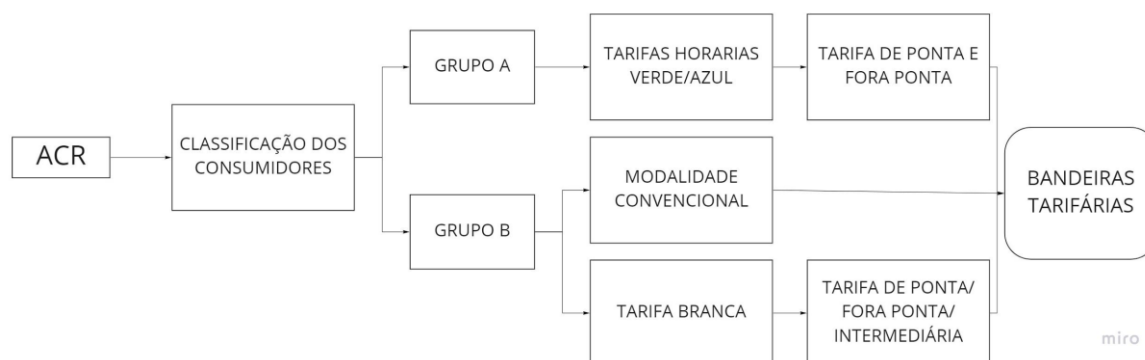 ACR
CLASSIFICAÇÃO DOS
CONSUMIDORES
GRUPO A
TARIFAS HORARIAS
VERDE/AZUL
TARIFA DE PONTA E
FORA PONTA
GRUPO B
MODALIDADE
CONVENCIONAL
TARIFA BRANCA
TARIFA DE PONTA/
FORA PONTA/
INTERMEDIÁRIA
BANDEIRAS
TARIFÁRIAS
miro